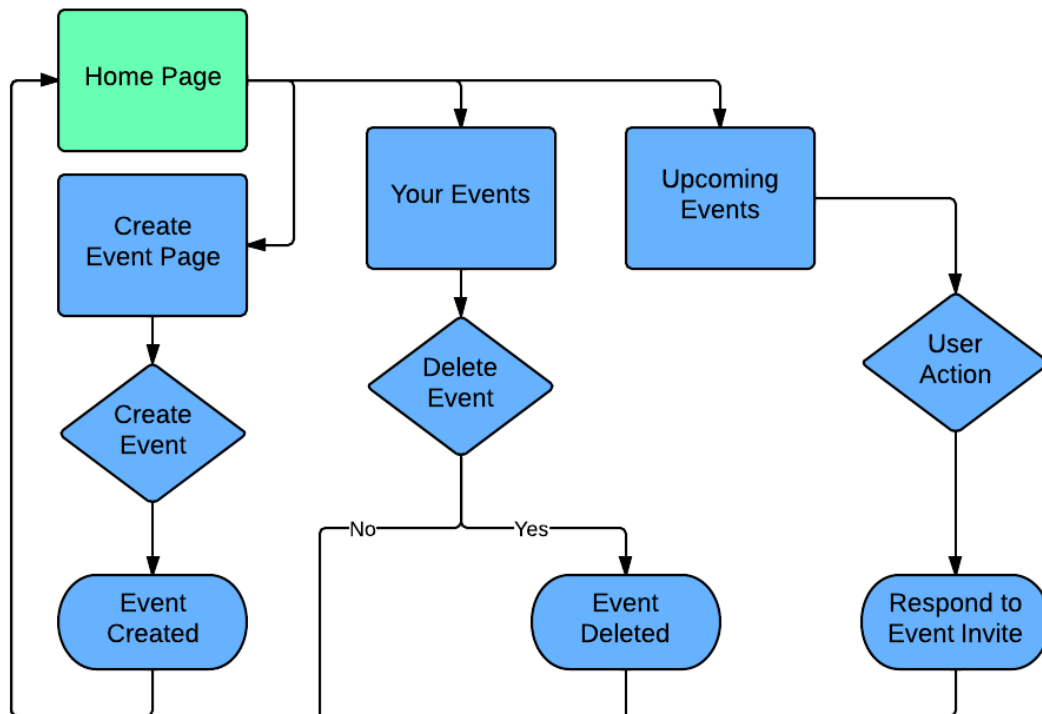 Home Page
Create
Event Page
Your Events
Upcoming
Events
Create
Event
Delete
Event
User
Action
No
Yes
Event
Created
Event
Deleted
Respond to
Event Invite